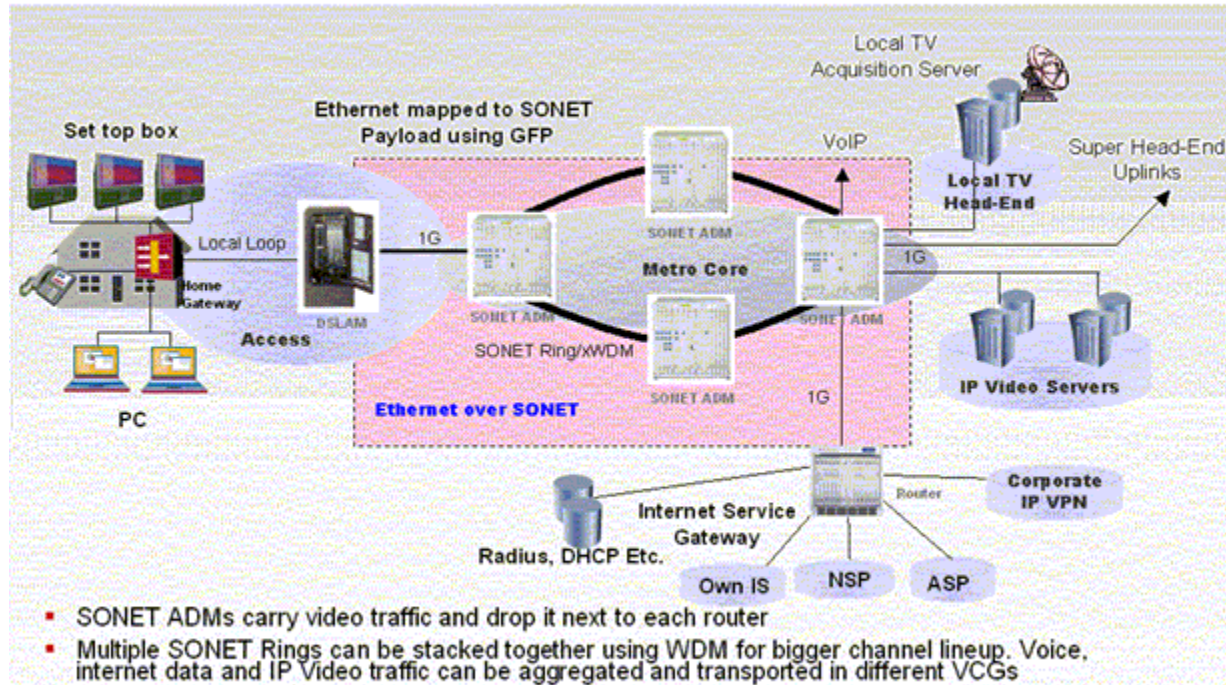 Local TV
Acquisition Server
Ethernet mapped to SONET
Payload using GFP
Set top box
VoIP
Super Head-End
Uplinks
Local TV
Head-End
SONET ADM
Local Loop
1G
Metro Core
1G
Home
Gateway
DSLAM
SONET ADM
SONET ADM
Access
SONET Ring/xWDM
IP Video Servers
SONET ADM
1G
PC
Ethernet over SONET
Router
Corporate
IP VPN
Internet Service
Gateway
Radius, DHCP Etc.
Own IS
NSP
ASP
▪ SONET ADMs carry video traffic and drop it next to each router
▪ Multiple SONET Rings can be stacked together using WDM for bigger channel lineup. Voice,
internet data and IP Video traffic can be aggregated and transported in different VCGs